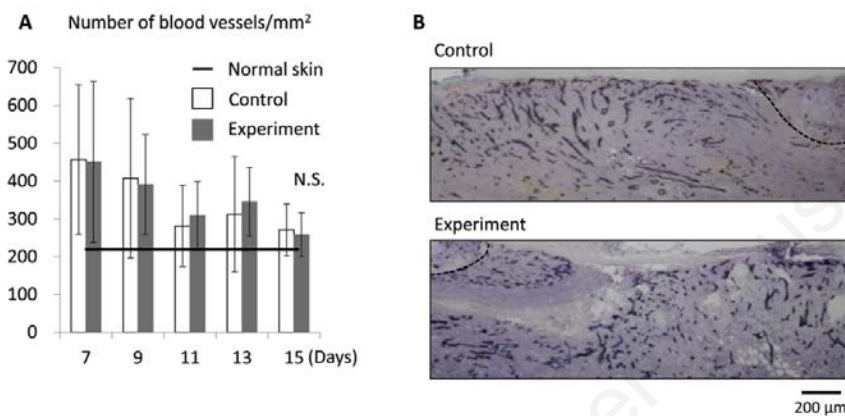 A Number of blood vessels/mm²
700
600
500
400
300
200
100
0
Normal skin
Control
Experiment
N.S.
7 9 11 13 15 (Days)
B
Control
Experiment
200 μm